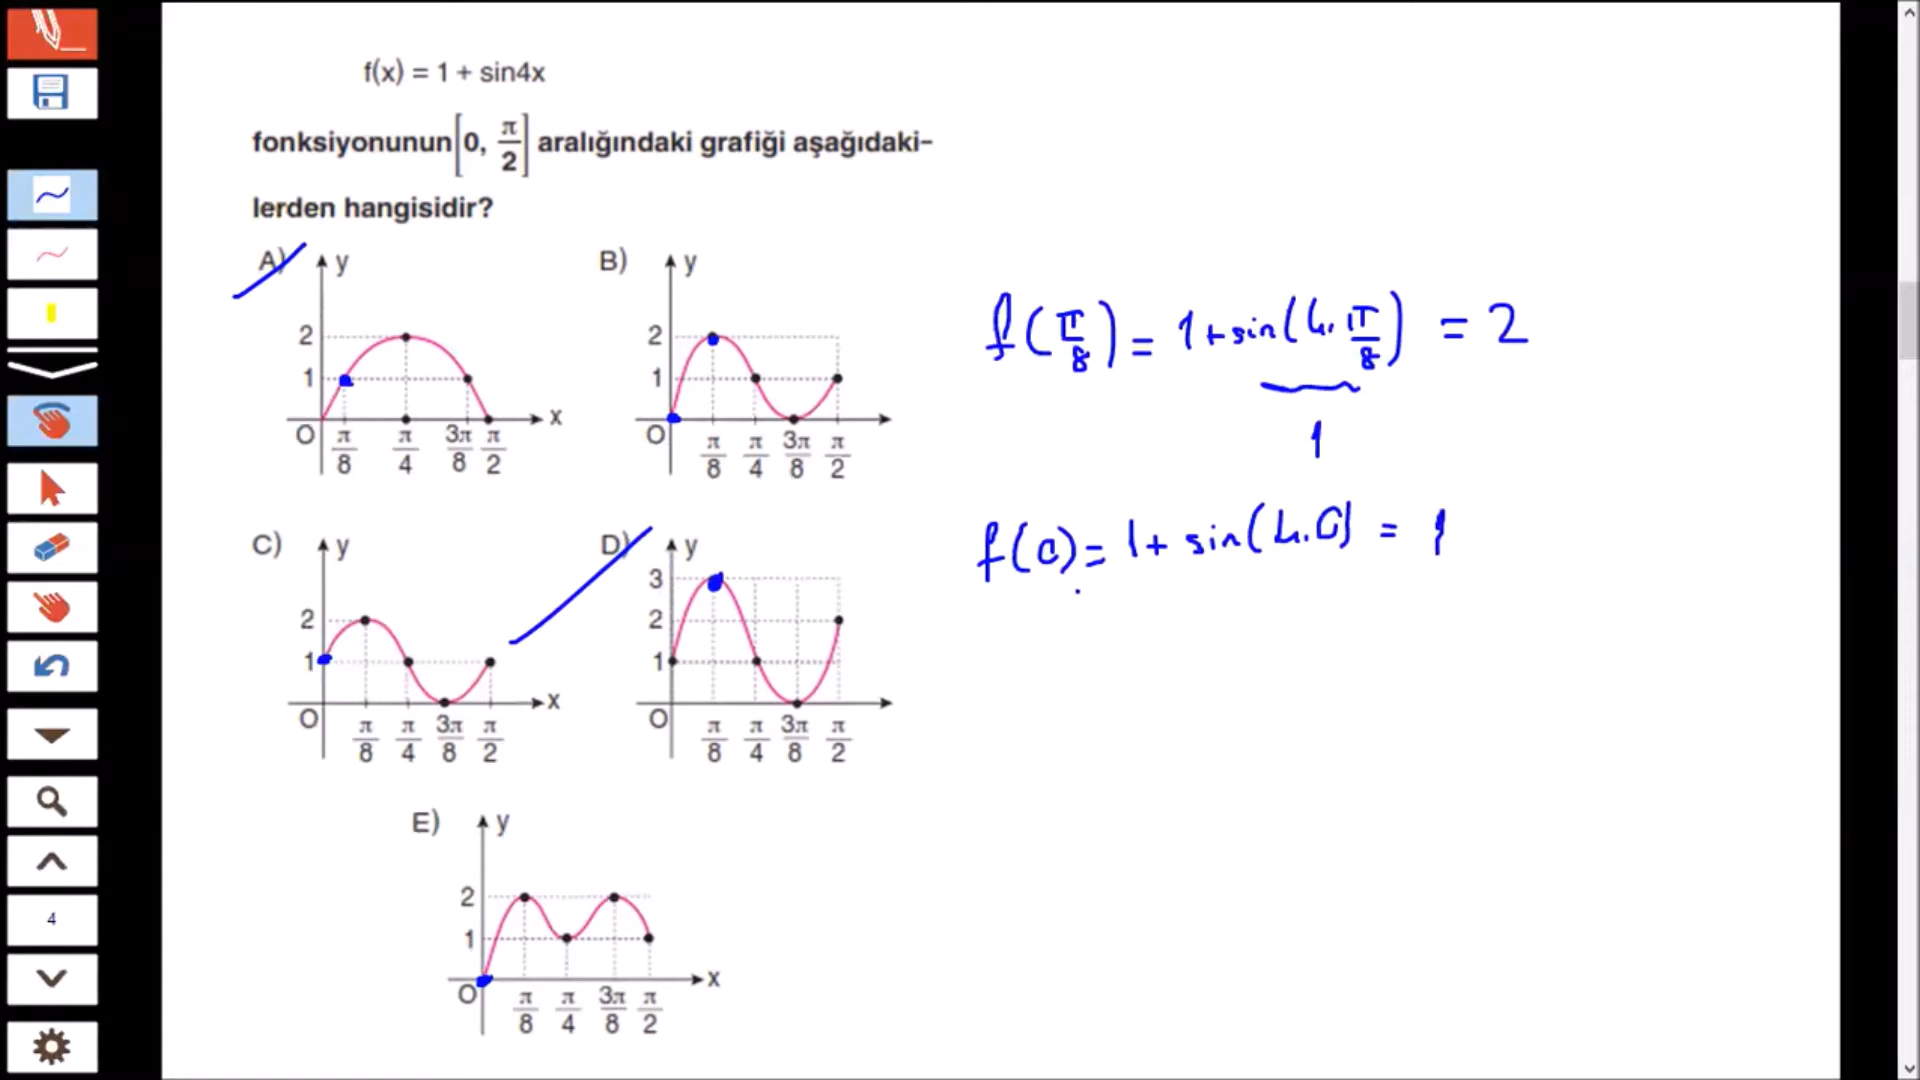 f(x) = 1 + sin4x
fonksiyonunun [0, π/2] aralığındaki grafiği aşağıdaki-
lerden hangisidir?
A) y 2 1 O π/8 π/4 3π/8 π/2 x
B) y 2 1 O π/8 π/4 3π/8 π/2
f(π/8) = 1 + sin(4.π/8) = 2
1
C) y 2 1 O π/8 π/4 3π/8 π/2 x
D) y 3 2 1 O π/8 π/4 3π/8 π/2
f(0) = 1 + sin(4.0) = 1
E) y 2 1 O π/8 π/4 3π/8 π/2 x
4